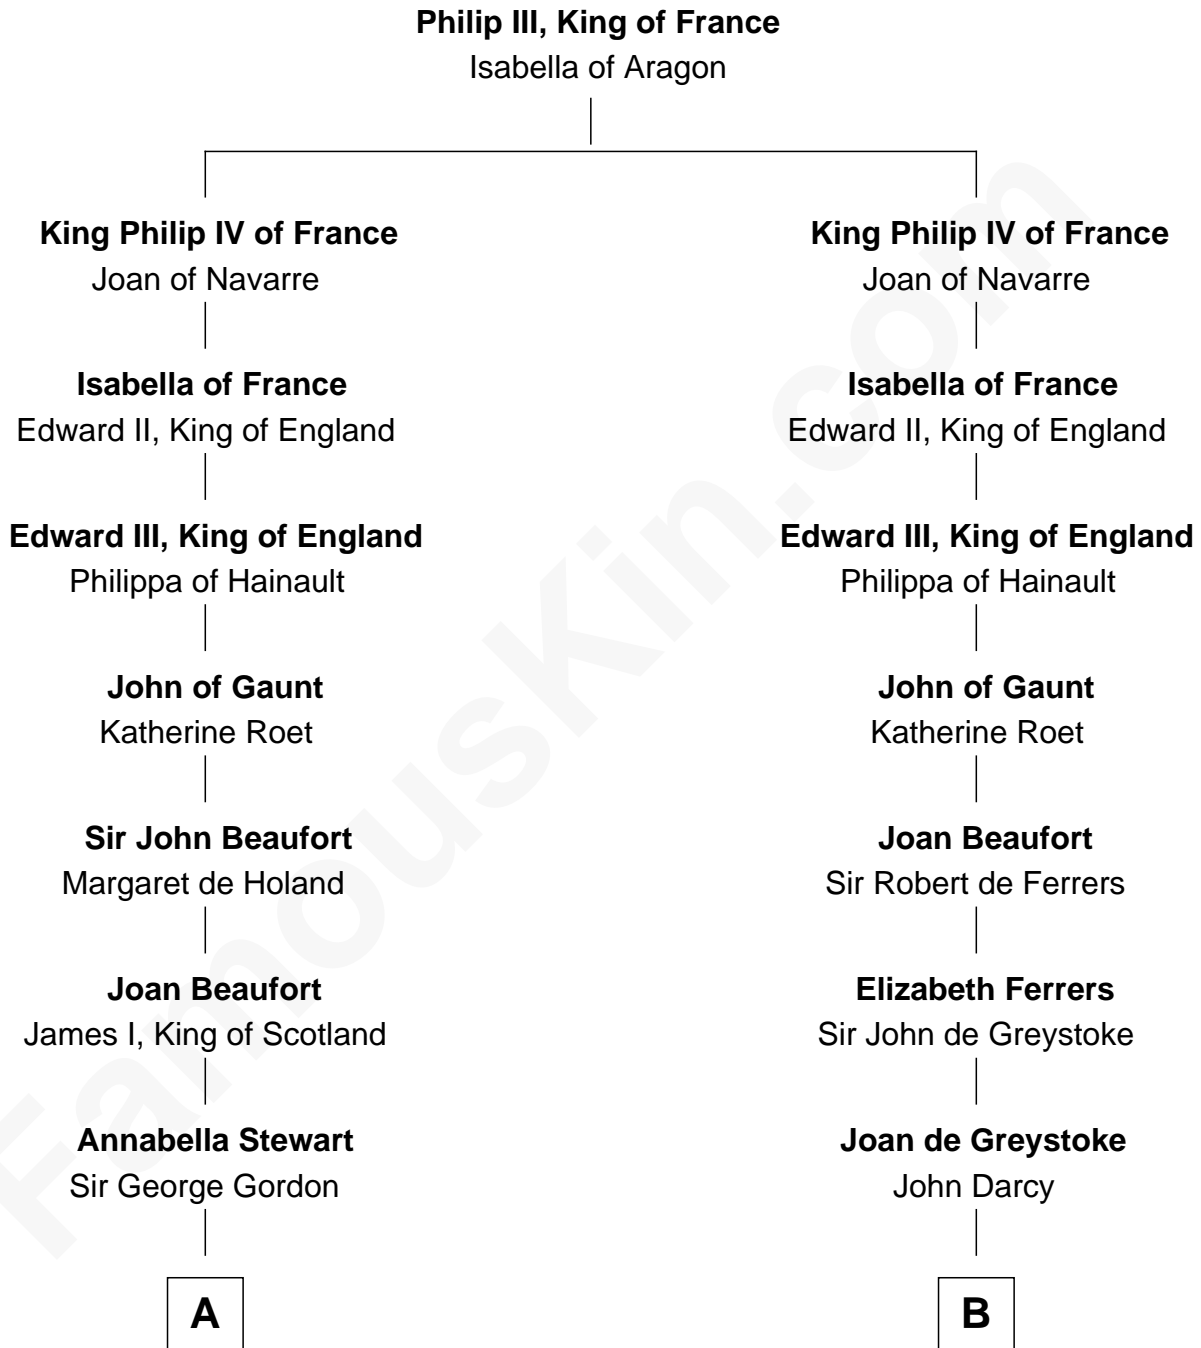 Philip III, King of France
Isabella of Aragon
King Philip IV of France
Joan of Navarre
Isabella of France
Edward II, King of England
Edward III, King of England
Philippa of Hainault
John of Gaunt
Katherine Roet
Sir John Beaufort
Margaret de Holand
Joan Beaufort
James I, King of Scotland
Annabella Stewart
Sir George Gordon
A
King Philip IV of France
Joan of Navarre
Isabella of France
Edward II, King of England
Edward III, King of England
Philippa of Hainault
John of Gaunt
Katherine Roet
Joan Beaufort
Sir Robert de Ferrers
Elizabeth Ferrers
Sir John de Greystoke
Joan de Greystoke
John Darcy
B
FamousKin.com